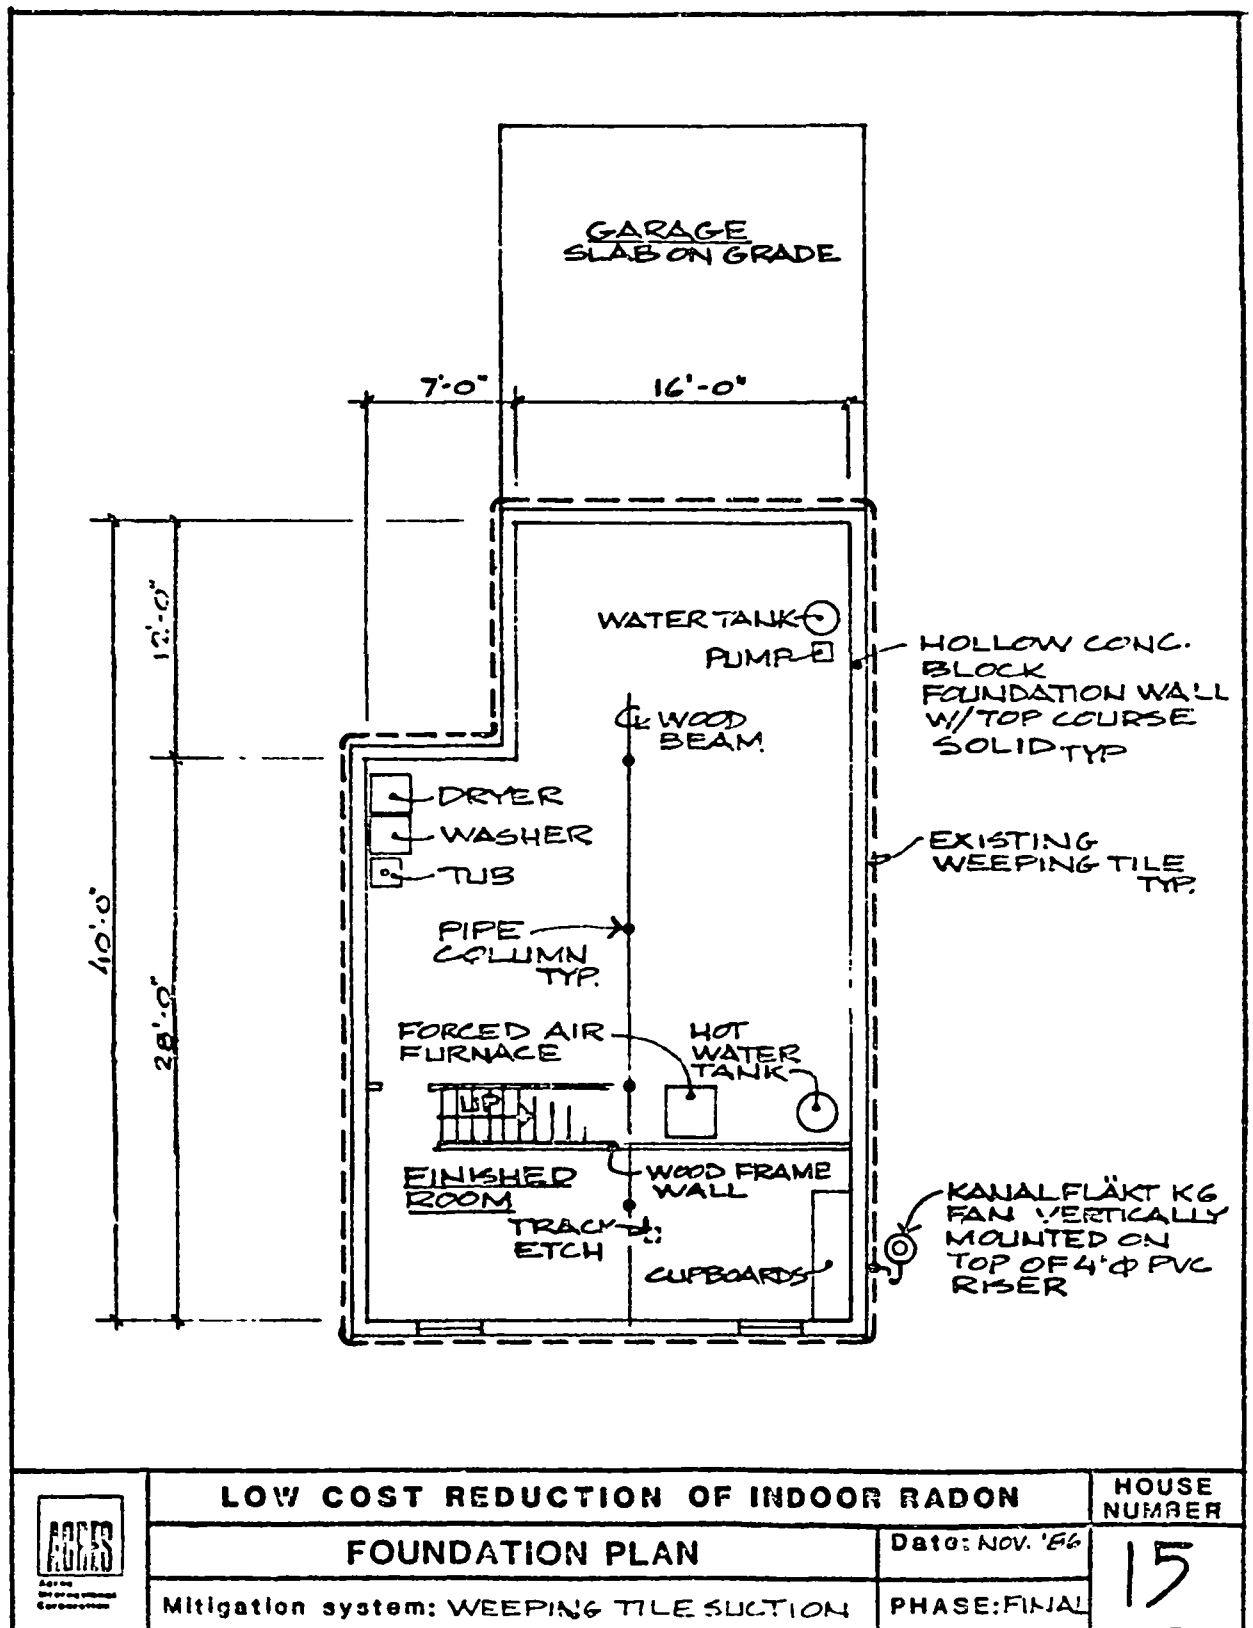 GARAGE
SLAB ON GRADE
7'-0"
16'-0"
12'-0"
40'-0"
28'-0"
WATER TANK
PUMP
HOLLOW CONC.
BLOCK
FOUNDATION WALL
W/TOP COURSE
SOLID TYP
℄ WOOD
BEAM.
DRYER
WASHER
TUB
EXISTING
WEEPING TILE
TYP.
PIPE
COLUMN
TYP.
FORCED AIR
FURNACE
HOT
WATER
TANK
UP
FINISHED
ROOM
WOOD FRAME
WALL
TRACK
ETCH
CUPBOARDS
KANALFLÄKT K6
FAN VERTICALLY
MOUNTED ON
TOP OF 4"Φ PVC
RISER
LOW COST REDUCTION OF INDOOR RADON
HOUSE
NUMBER
FOUNDATION PLAN
Date: NOV. '86
15
Mitigation system: WEEPING TILE SUCTION
PHASE: FINAL
ACRES
Acres
International
Corporation